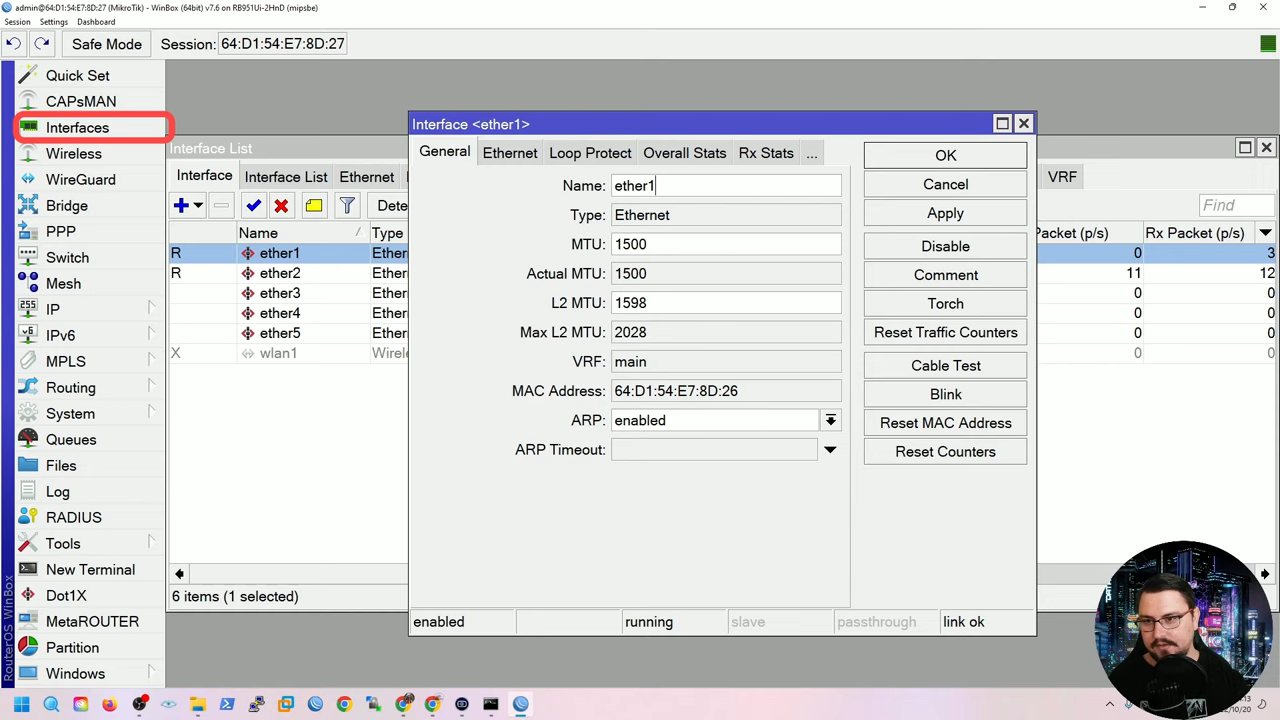 admin@64:D1:54:E7:8D:27 (MikroTik) - WinBox (64bit) v7.6 on RB951Ui-2HnD (mipsbe)
Session Settings Dashboard
Safe Mode Session: 64:D1:54:E7:8D:27
Quick Set
CAPsMAN
Interfaces
Wireless
WireGuard
Bridge
PPP
Switch
Mesh
IP
IPv6
MPLS
Routing
System
Queues
Files
Log
RADIUS
Tools
New Terminal
Dot1X
MetaROUTER
Partition
Windows
RouterOS WinBox
255
v6
Interface List
Interface Interface List Ethernet VRF
Find
Name / Type
Packet (p/s) Rx Packet (p/s)
R ether1 Ether 0 3
R ether2 Ether 11 12
ether3 Ether 0 0
ether4 Ether 0 0
ether5 Ether 0 0
X wlan1 Wirele 0 0
6 items (1 selected)
Interface <ether1>
General Ethernet Loop Protect Overall Stats Rx Stats ...
Name: ether1
Type: Ethernet
MTU: 1500
Actual MTU: 1500
L2 MTU: 1598
Max L2 MTU: 2028
VRF: main
MAC Address: 64:D1:54:E7:8D:26
ARP: enabled
ARP Timeout:
OK
Cancel
Apply
Disable
Comment
Torch
Reset Traffic Counters
Cable Test
Blink
Reset MAC Address
Reset Counters
enabled running slave passthrough link ok